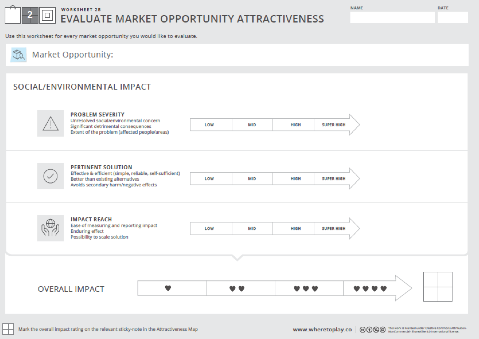 WORKSHEET 2B
2
EVALUATE MARKET OPPORTUNITY ATTRACTIVENESS
NAME
DATE
Use this worksheet for every market opportunity you would like to evaluate.
Market Opportunity:
SOCIAL/ENVIRONMENTAL IMPACT
PROBLEM SEVERITY
Unresolved social/environmental concern
Significant detrimental consequences
Extent of the problem (affected people/areas)
LOW MID HIGH SUPER HIGH
PERTINENT SOLUTION
Effective & efficient (simple, reliable, self-sufficient)
Better than existing alternatives
Avoids secondary harm/negative effects
LOW MID HIGH SUPER HIGH
IMPACT REACH
Ease of measuring and reporting impact
Enduring effect
Possibility to scale solution
LOW MID HIGH SUPER HIGH
OVERALL IMPACT
Mark the overall impact rating on the relevant sticky-note in the Attractiveness Map
www.wheretoplay.co